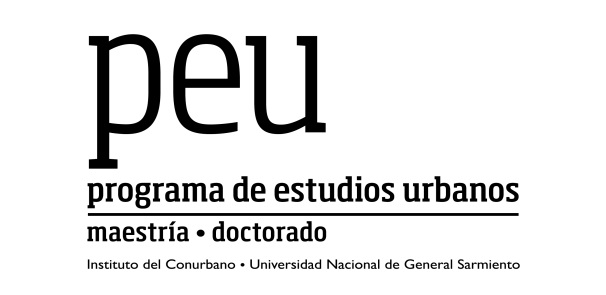 peu
programa de estudios urbanos
maestría • doctorado
Instituto del Conurbano • Universidad Nacional de General Sarmiento